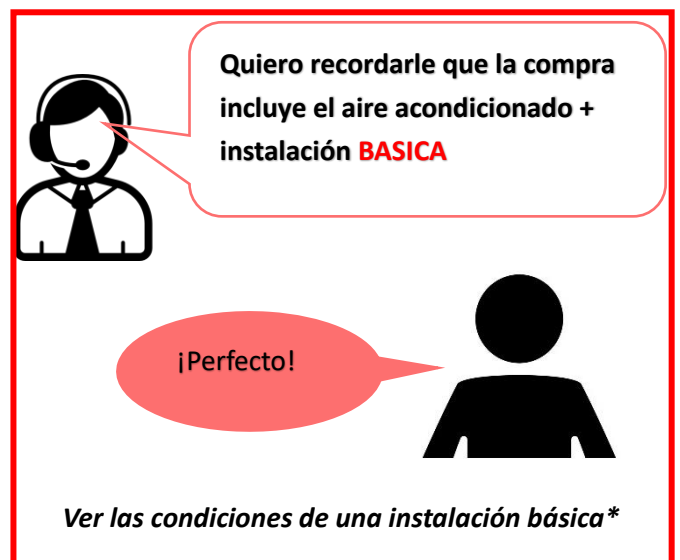 Quiero recordarle que la compra
incluye el aire acondicionado +
instalación BASICA
¡Perfecto!
Ver las condiciones de una instalación básica*